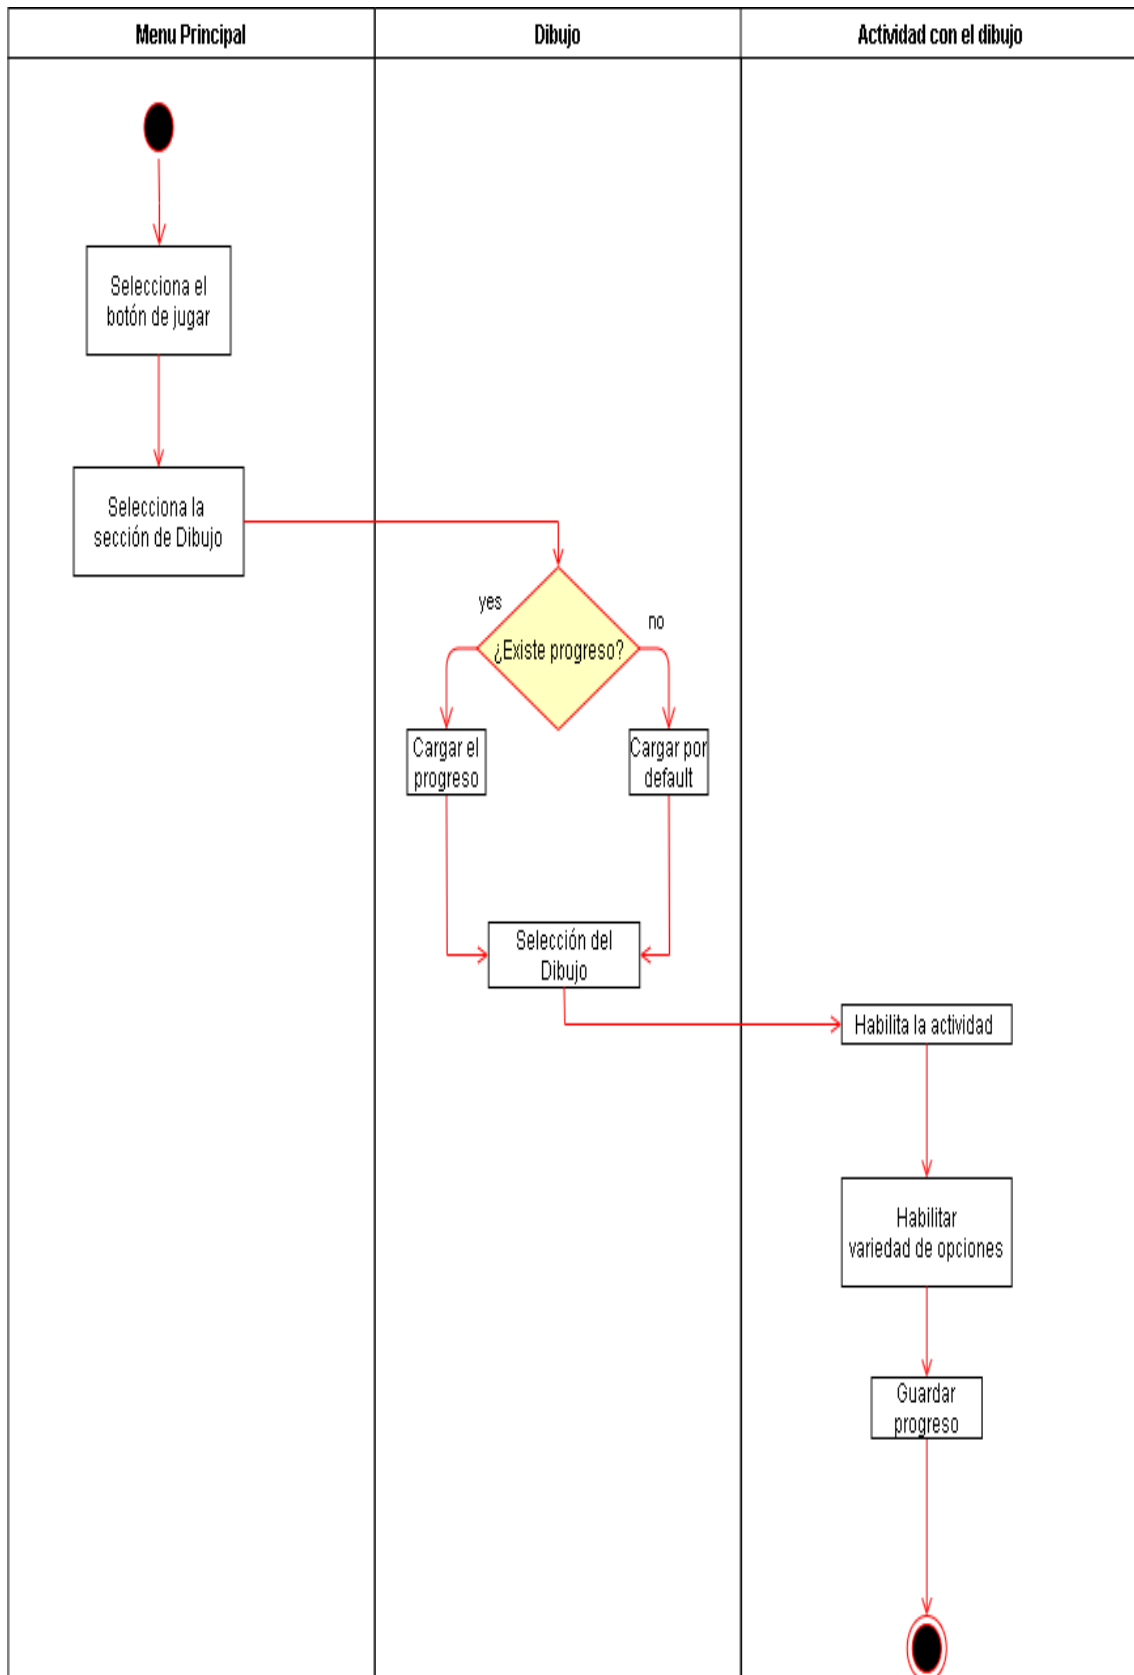 Menu Principal
Dibujo
Actividad con el dibujo
Selecciona el
botón de jugar
Selecciona la
sección de Dibujo
yes
no
¿Existe progreso?
Cargar el
progreso
Cargar por
default
Selección del
Dibujo
Habilita la actividad
Habilitar
variedad de opciones
Guardar
progreso